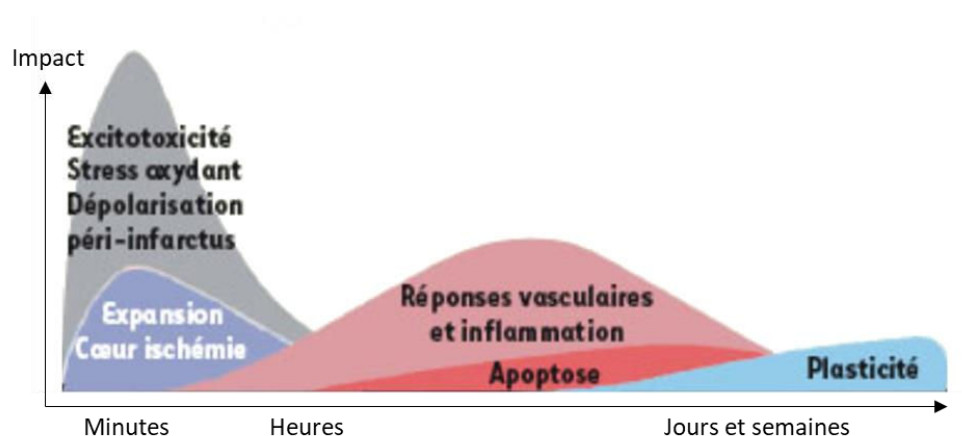 Impact
Excitotoxicité
Stress oxydant
Dépolarisation
péri-infarctus
Expansion
Cœur ischémie
Réponses vasculaires
et inflammation
Apoptose
Plasticité
Minutes
Heures
Jours et semaines